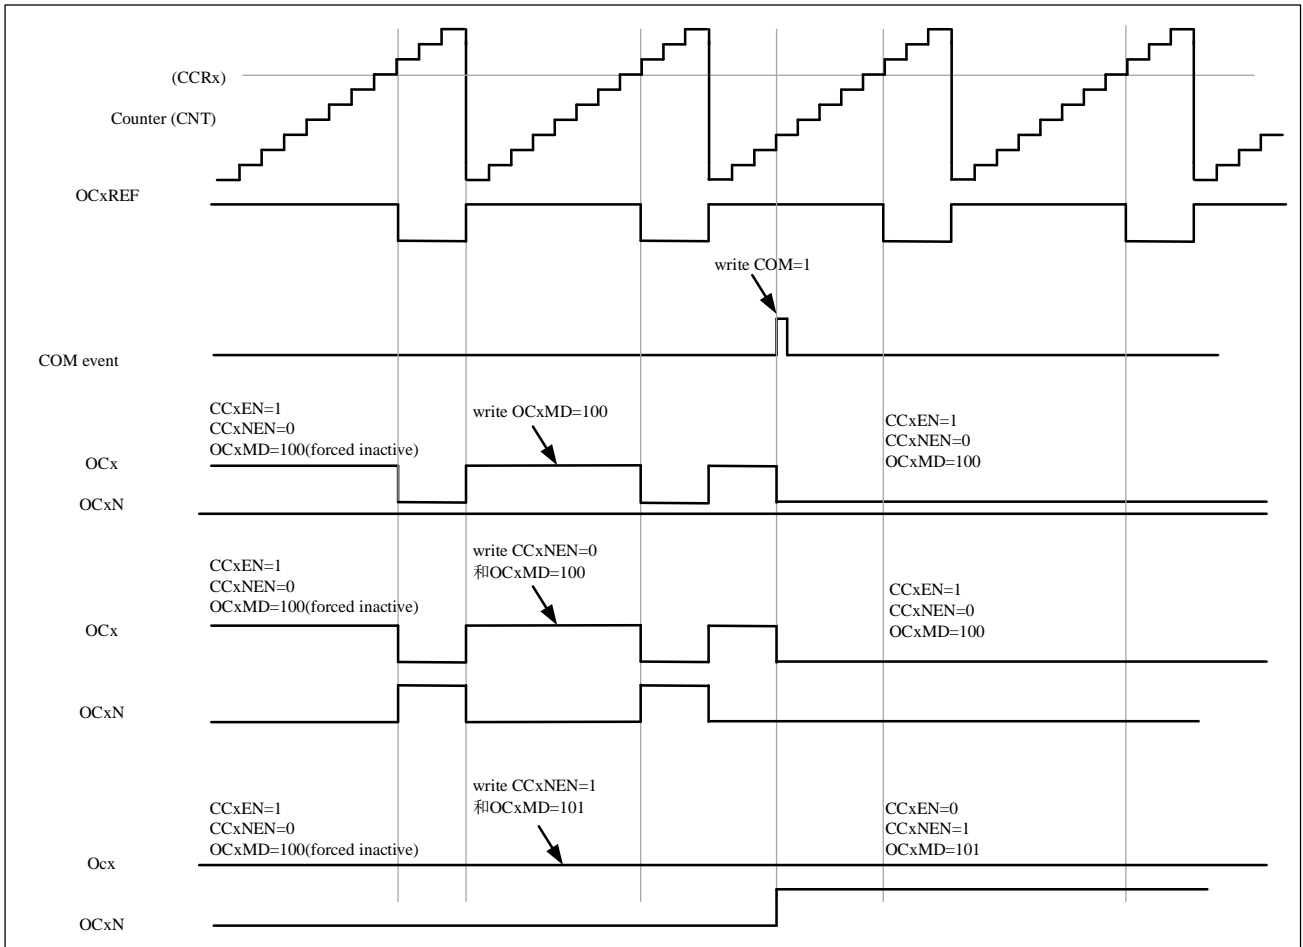 (CCRx)
Counter (CNT)
OCxREF
write COM=1
COM event
CCxEN=1
CCxNEN=0
OCxMD=100(forced inactive)
write OCxMD=100
CCxEN=1
CCxNEN=0
OCxMD=100
OCx
OCxN
CCxEN=1
CCxNEN=0
OCxMD=100(forced inactive)
write CCxNEN=0
和OCxMD=100
CCxEN=1
CCxNEN=0
OCxMD=100
OCx
OCxN
CCxEN=1
CCxNEN=0
OCxMD=100(forced inactive)
write CCxNEN=1
和OCxMD=101
CCxEN=0
CCxNEN=1
OCxMD=101
Ocx
OCxN